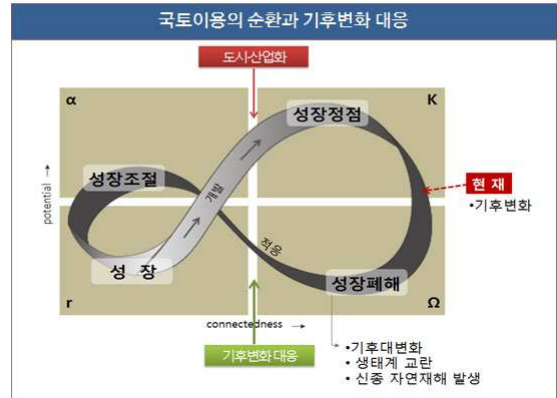 국토이용의 순환과 기후변화 대응
도시산업화
α
K
성장정점
성장조절
개발
현 재
•기후변화
potential →
적응
성 장
성장폐해
r
Ω
connectedness →
기후변화 대응
•기후대변화
• 생태계 교란
• 신종 자연재해 발생